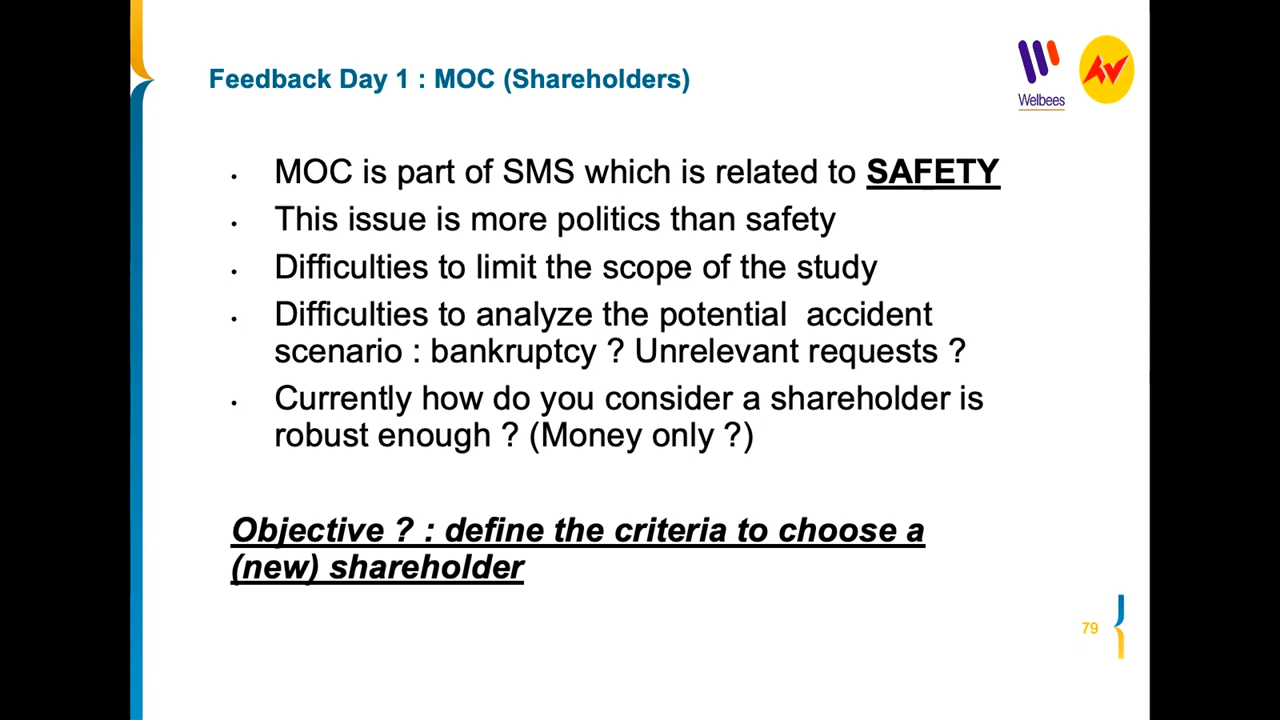 Feedback Day 1 : MOC (Shareholders)
Welbees
• MOC is part of SMS which is related to SAFETY
• This issue is more politics than safety
• Difficulties to limit the scope of the study
• Difficulties to analyze the potential  accident
scenario : bankruptcy ? Unrelevant requests ?
• Currently how do you consider a shareholder is
robust enough ? (Money only ?)
Objective ? : define the criteria to choose a
(new) shareholder
79